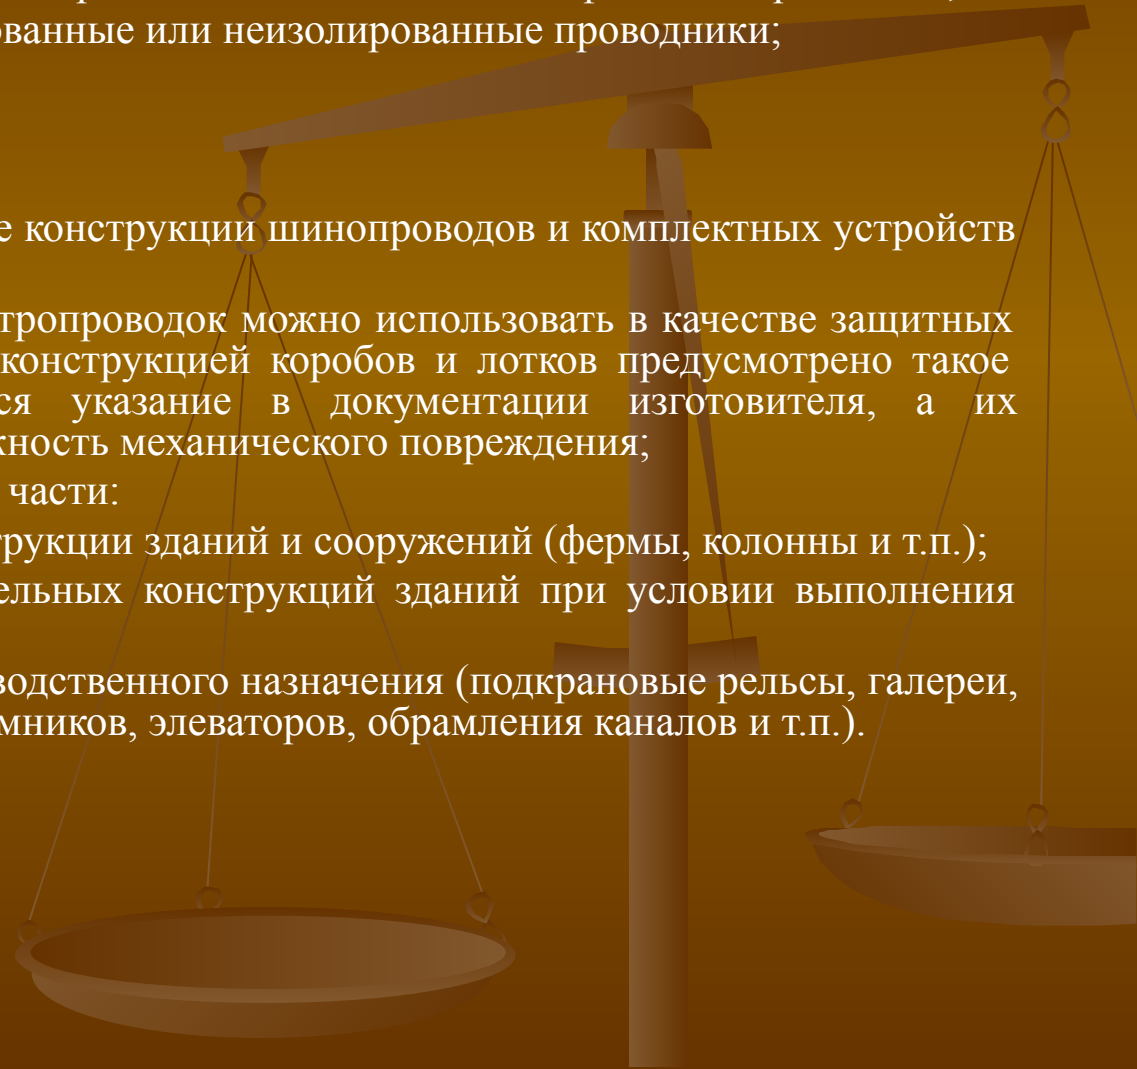 ованные или неизолированные проводники;
е конструкции шинопроводов и комплектных устройств
тропроводок можно использовать в качестве защитных
конструкцией коробов и лотков предусмотрено такое
ся указание в документации изготовителя, а их
жность механического повреждения;
части:
трукции зданий и сооружений (фермы, колонны и т.п.);
ельных конструкций зданий при условии выполнения
водственного назначения (подкрановые рельсы, галереи,
мников, элеваторов, обрамления каналов и т.п.).